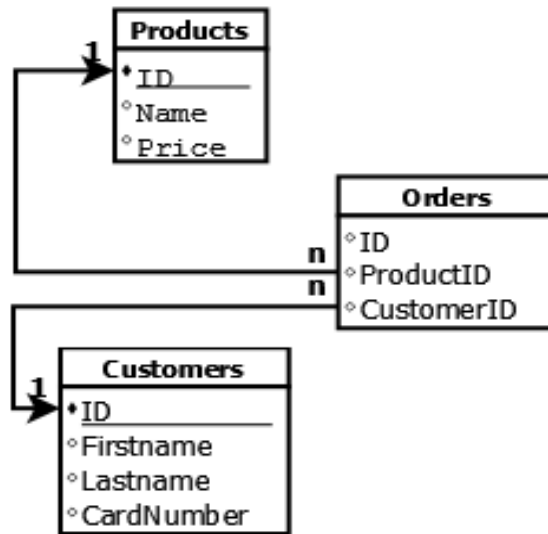 Products
1
ID
Name
Price
Orders
n
ID
ProductID
n
CustomerID
Customers
1
ID
Firstname
Lastname
CardNumber